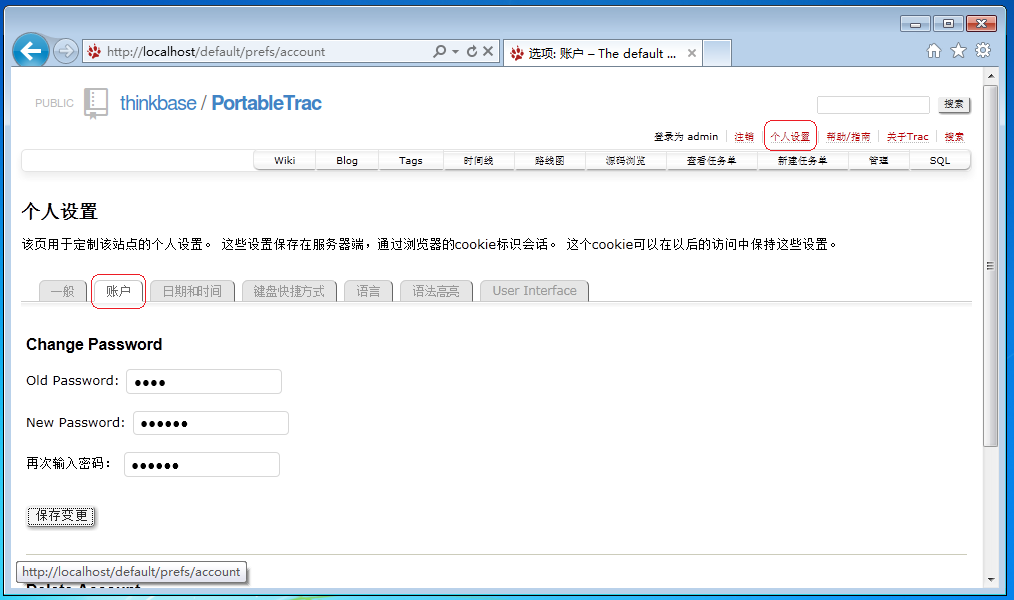 http://localhost/default/prefs/account
选项: 账户 – The default ...
PUBLIC
thinkbase / PortableTrac
搜索
登录为 admin 注销 个人设置 帮助/指南 关于Trac 搜索
Wiki Blog Tags 时间线 路线图 源码浏览 查看任务单 新建任务单 管理 SQL
个人设置
该页用于定制该站点的个人设置。 这些设置保存在服务器端，通过浏览器的cookie标识会话。 这个cookie可以在以后的访问中保持这些设置。
一般 账户 日期和时间 键盘快捷方式 语言 语法高亮 User Interface
Change Password
Old Password: ●●●●
New Password: ●●●●●●
再次输入密码： ●●●●●●
保存变更
http://localhost/default/prefs/account
Delete Account